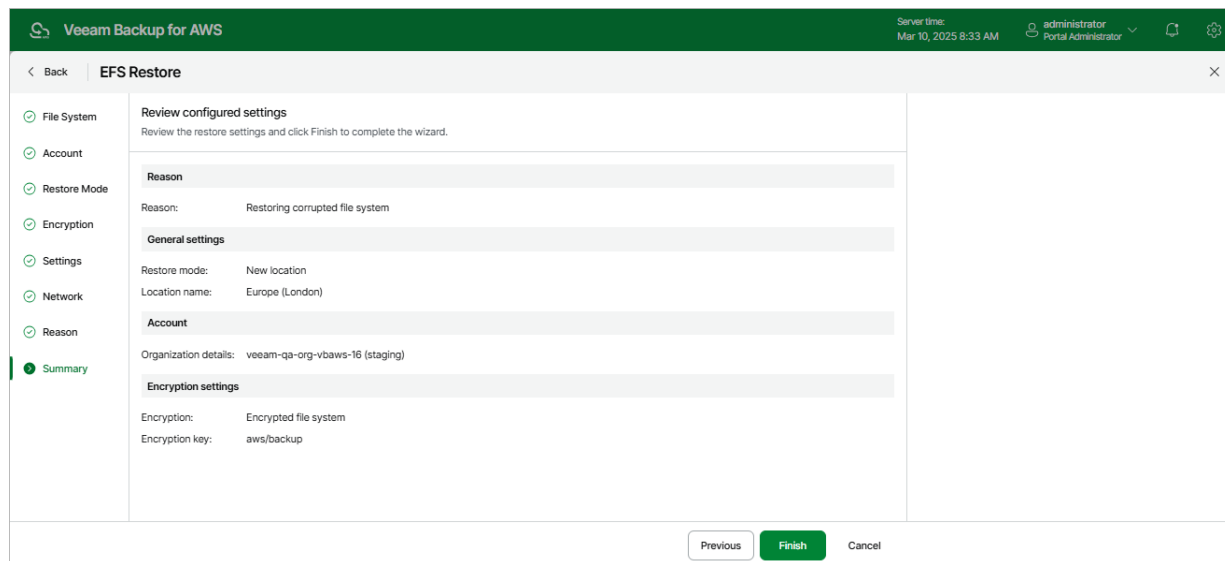 Veeam Backup for AWS
Server time:
Mar 10, 2025 8:33 AM
administrator
Portal Administrator
Back
EFS Restore
File System
Account
Restore Mode
Encryption
Settings
Network
Reason
Summary
Review configured settings
Review the restore settings and click Finish to complete the wizard.
Reason
Reason: Restoring corrupted file system
General settings
Restore mode: New location
Location name: Europe (London)
Account
Organization details: veeam-qa-org-vbaws-16 (staging)
Encryption settings
Encryption: Encrypted file system
Encryption key: aws/backup
Previous Finish Cancel